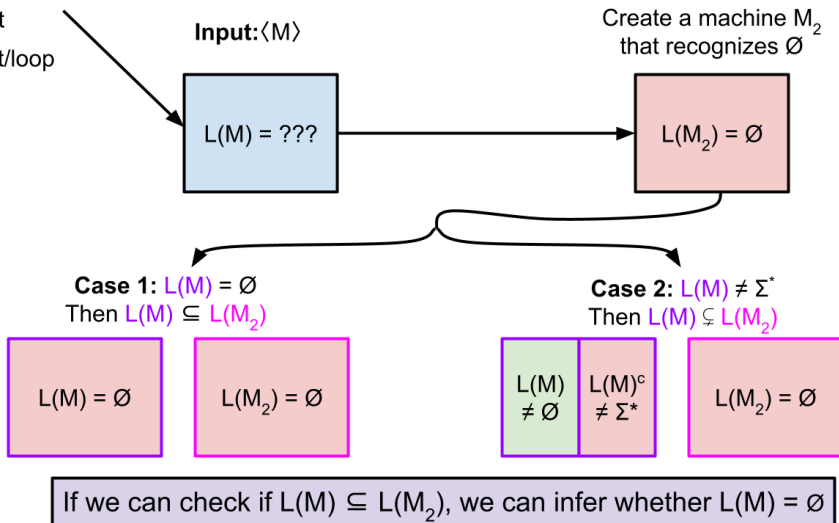 t
t/loop
Input:⟨M⟩
Create a machine M₂
that recognizes Ø
L(M) = ???
L(M₂) = Ø
Case 1: L(M) = Ø
Then L(M) ⊆ L(M₂)
Case 2: L(M) ≠ Σ*
Then L(M) ⊊ L(M₂)
L(M) = Ø
L(M₂) = Ø
L(M)
≠ Ø
L(M)ᶜ
≠ Σ*
L(M₂) = Ø
If we can check if L(M) ⊆ L(M₂), we can infer whether L(M) = ∅